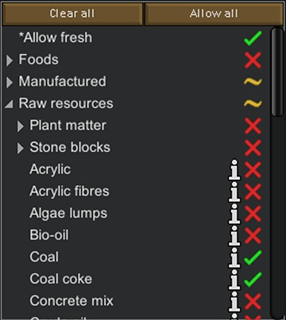 Clear all
Allow all
*Allow fresh
Foods
Manufactured
Raw resources
Plant matter
Stone blocks
Acrylic
Acrylic fibres
Algae lumps
Bio-oil
Coal
Coal coke
Concrete mix